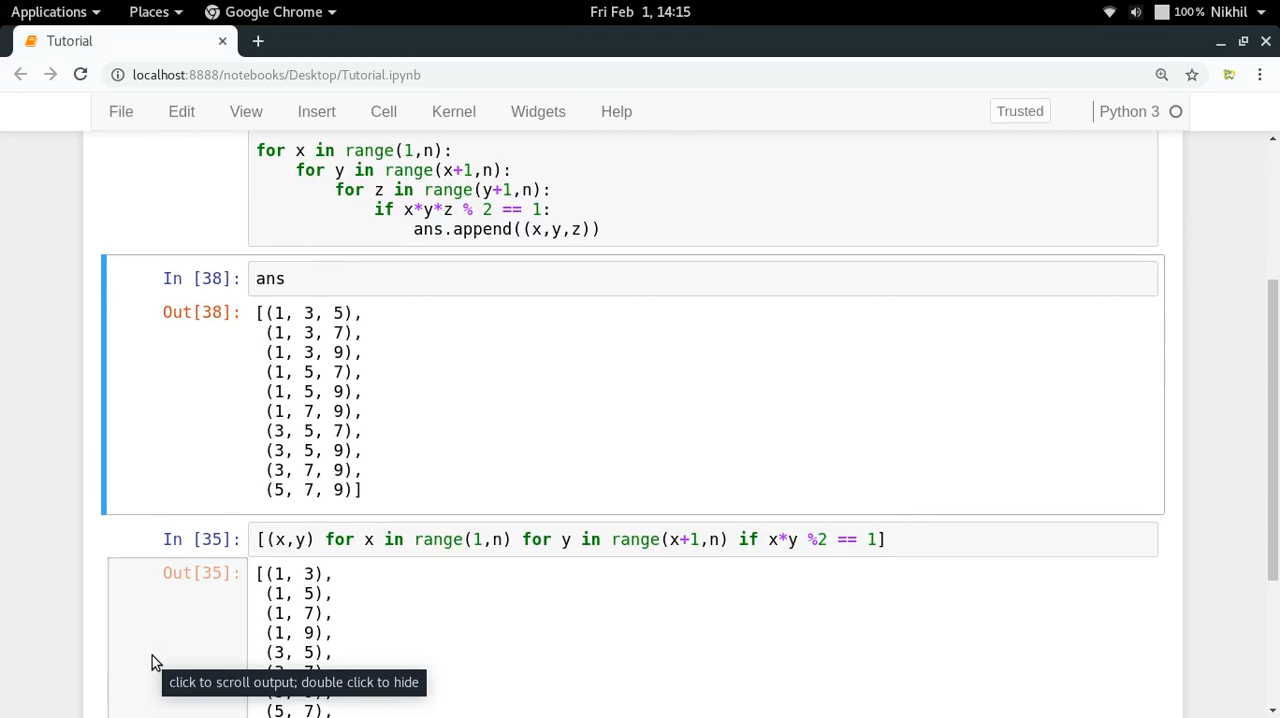 Applications Places Google Chrome Fri Feb 1, 14:15 100% Nikhil
Tutorial
localhost:8888/notebooks/Desktop/Tutorial.ipynb
File Edit View Insert Cell Kernel Widgets Help Trusted Python 3
for x in range(1,n):
for y in range(x+1,n):
for z in range(y+1,n):
if x*y*z % 2 == 1:
ans.append((x,y,z))
In [38]: ans
Out[38]: [(1, 3, 5),
(1, 3, 7),
(1, 3, 9),
(1, 5, 7),
(1, 5, 9),
(1, 7, 9),
(3, 5, 7),
(3, 5, 9),
(3, 7, 9),
(5, 7, 9)]
In [35]: [(x,y) for x in range(1,n) for y in range(x+1,n) if x*y %2 == 1]
Out[35]: [(1, 3),
(1, 5),
(1, 7),
(1, 9),
(3, 5),
click to scroll output; double click to hide
(5, 7),